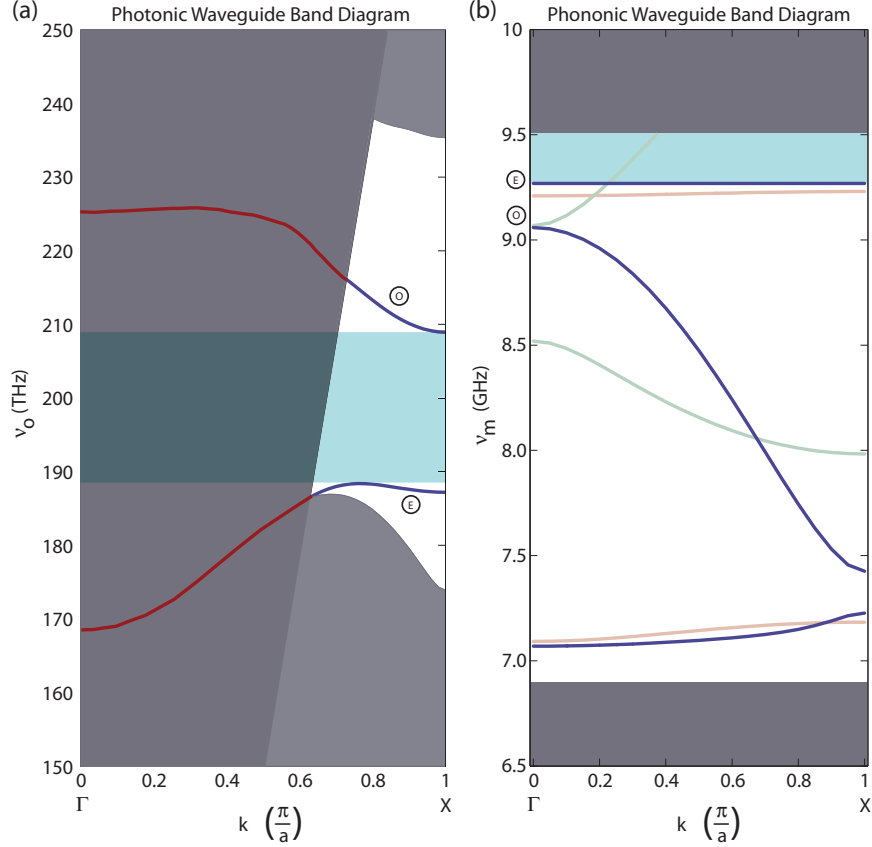 (a)
Photonic Waveguide Band Diagram
250
240
230
220
210
200
190
180
170
160
150
ν_o (THz)
O
E
0
0.2
0.4
0.6
0.8
1
Γ
X
k (π/a)
(b)
Phononic Waveguide Band Diagram
10
9.5
E
O
9.0
8.5
8.0
7.5
7.0
6.5
ν_m (GHz)
0
0.2
0.4
0.6
0.8
1
Γ
X
k (π/a)